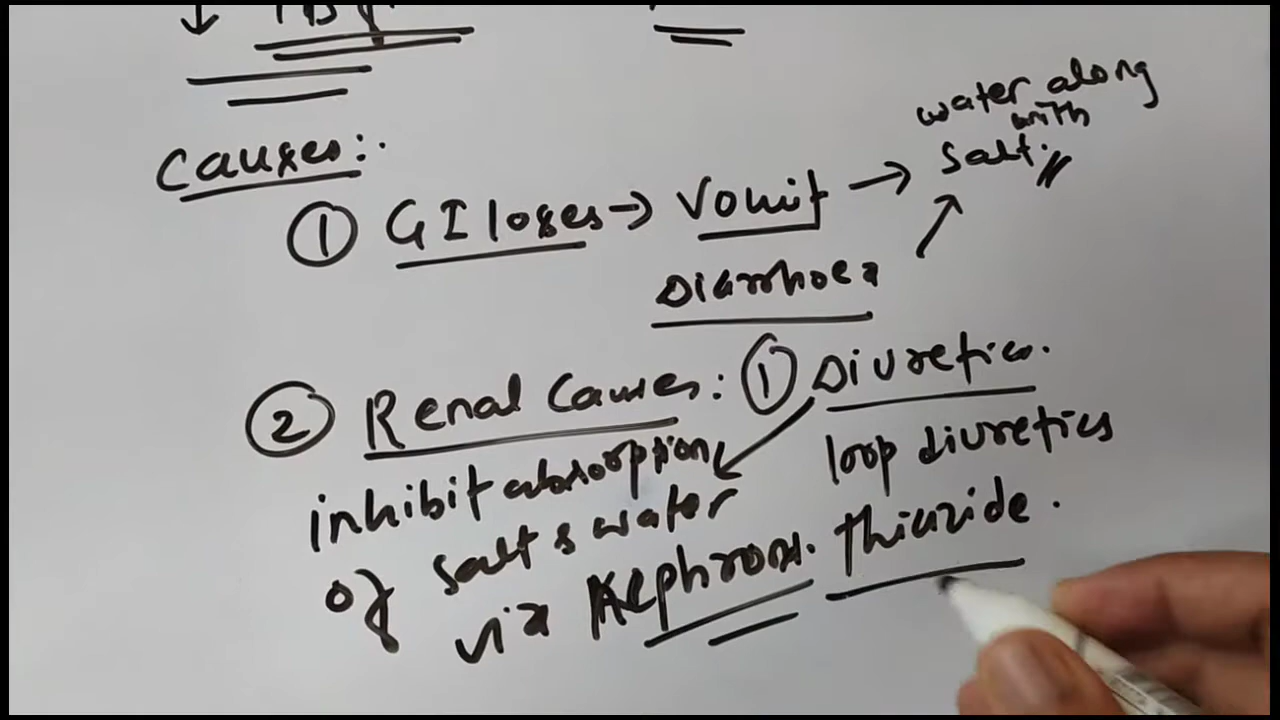 Causes:
① GI loses → Vomit → water along with salt.
Diarrhoea
② Renal Causes: ① Diuretics.
inhibit absorption loop diuretics
of salt & water thiazide.
via Nephrons.